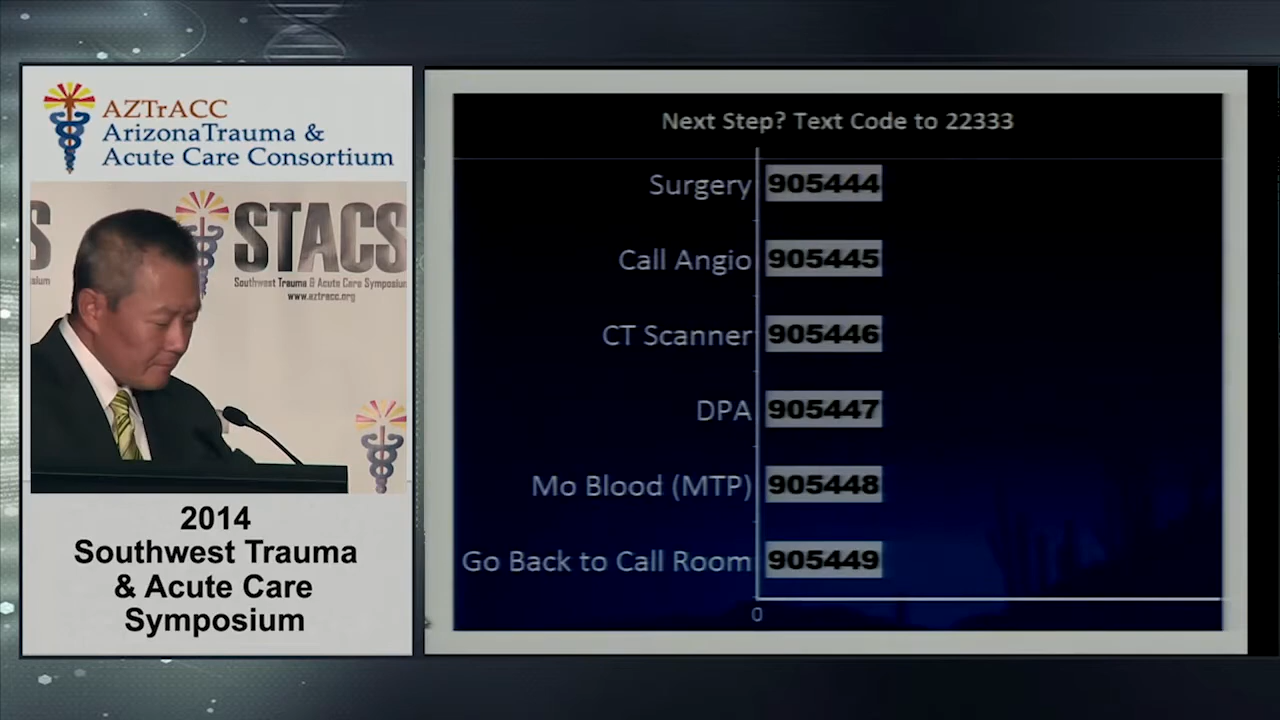 AZTrACC
ArizonaTrauma &
Acute Care Consortium
S
STACS
Southwest Trauma & Acute Care Symposium
www.aztracc.org
2014
Southwest Trauma
& Acute Care
Symposium
Next Step? Text Code to 22333
Surgery 905444
Call Angio 905445
CT Scanner 905446
DPA 905447
Mo Blood (MTP) 905448
Go Back to Call Room 905449
0